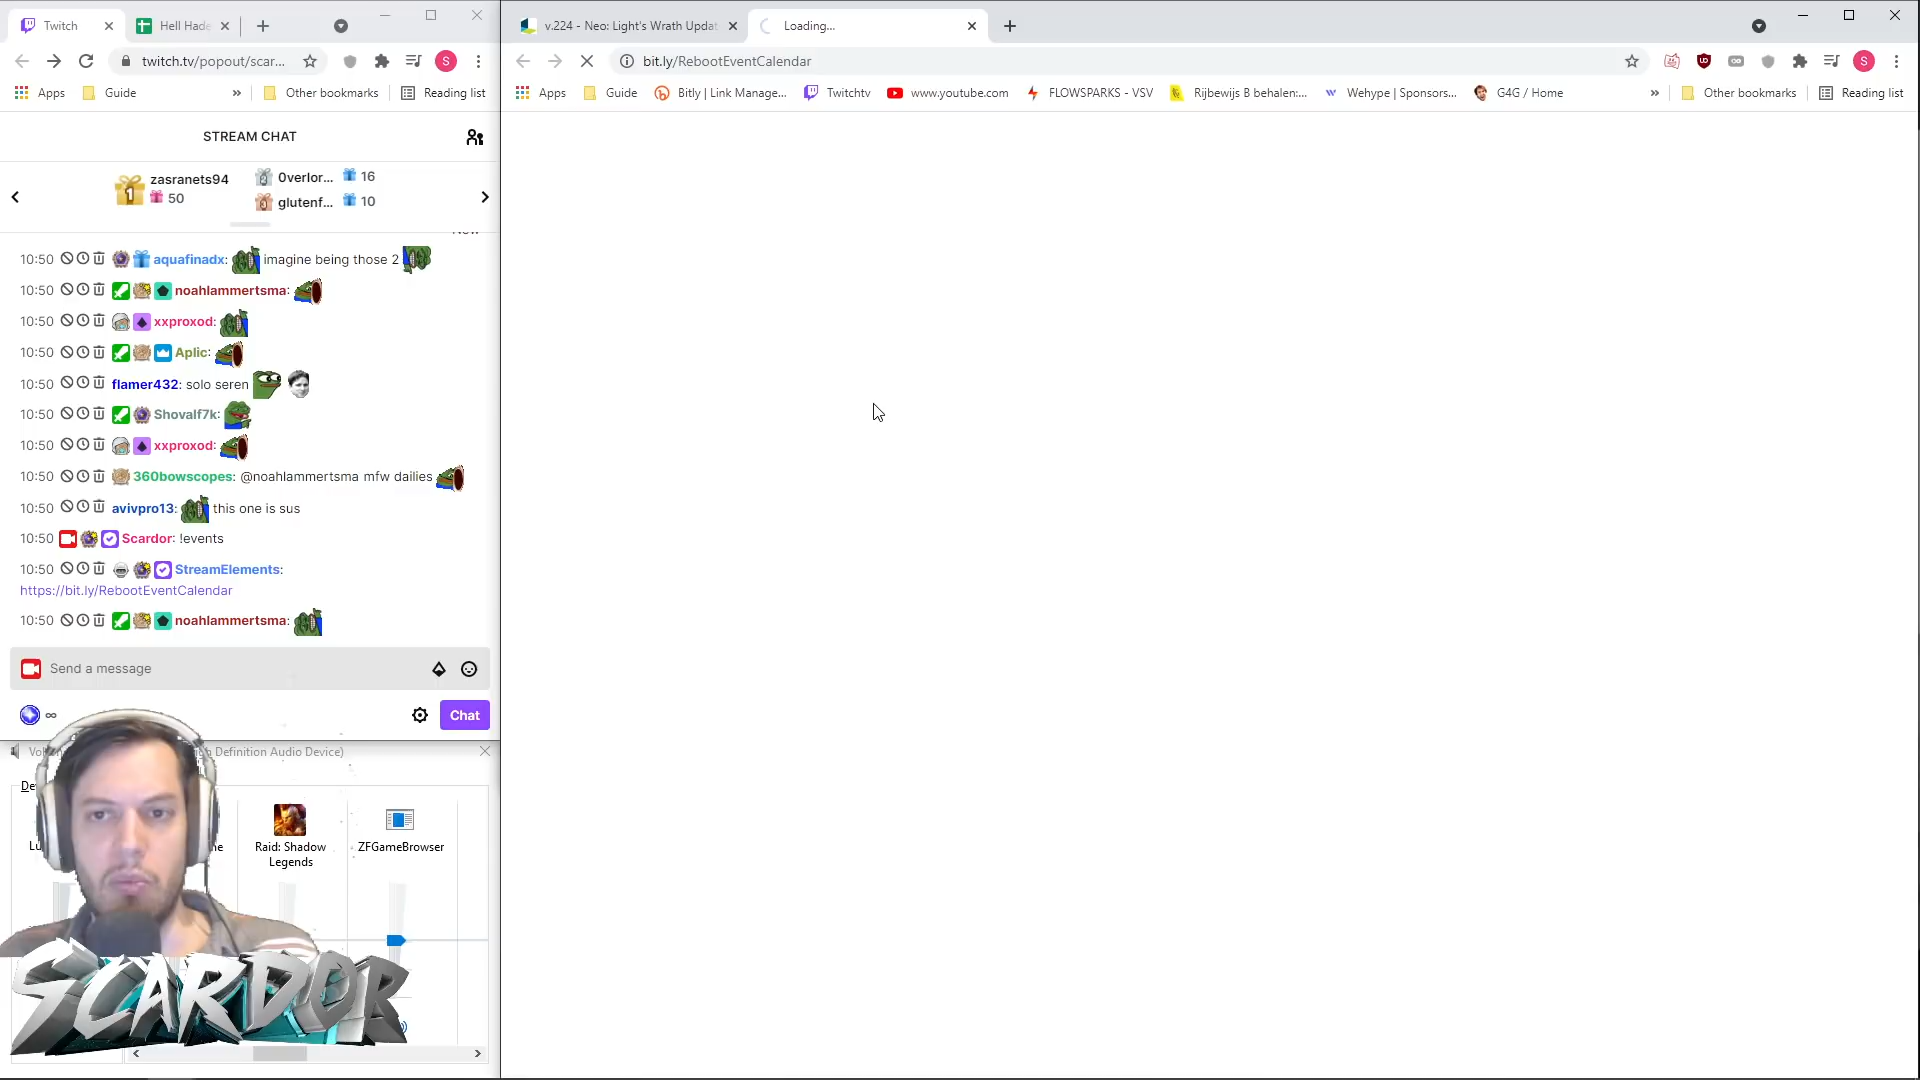 Twitch
Hell Hade
v.224 - Neo: Light's Wrath Updat
Loading...
twitch.tv/popout/scar...
S
bit.ly/RebootEventCalendar
S
Apps
Guide
»
Other bookmarks
Reading list
Apps
Guide
Bitly | Link Manage...
Twitchtv
www.youtube.com
FLOWSPARKS - VSV
Rijbewijs B behalen:...
Wehype | Sponsors...
G4G / Home
»
Other bookmarks
Reading list
STREAM CHAT
1
zasranets94
50
0verlor...
16
glutenf...
10
10:50 aquafinadx: imagine being those 2
10:50 noahlammertsma:
10:50 xxproxod:
10:50 Aplic:
10:50 flamer432: solo seren
10:50 Shovalf7k:
10:50 xxproxod:
10:50 360bowscopes: @noahlammertsma mfw dailies
10:50 avivpro13: this one is sus
10:50 Scardor: !events
10:50 StreamElements:
https://bit.ly/RebootEventCalendar
10:50 noahlammertsma:
Send a message
∞
Chat
Definition Audio Device)
Raid: Shadow
Legends
ZFGameBrowser
SCARDOR